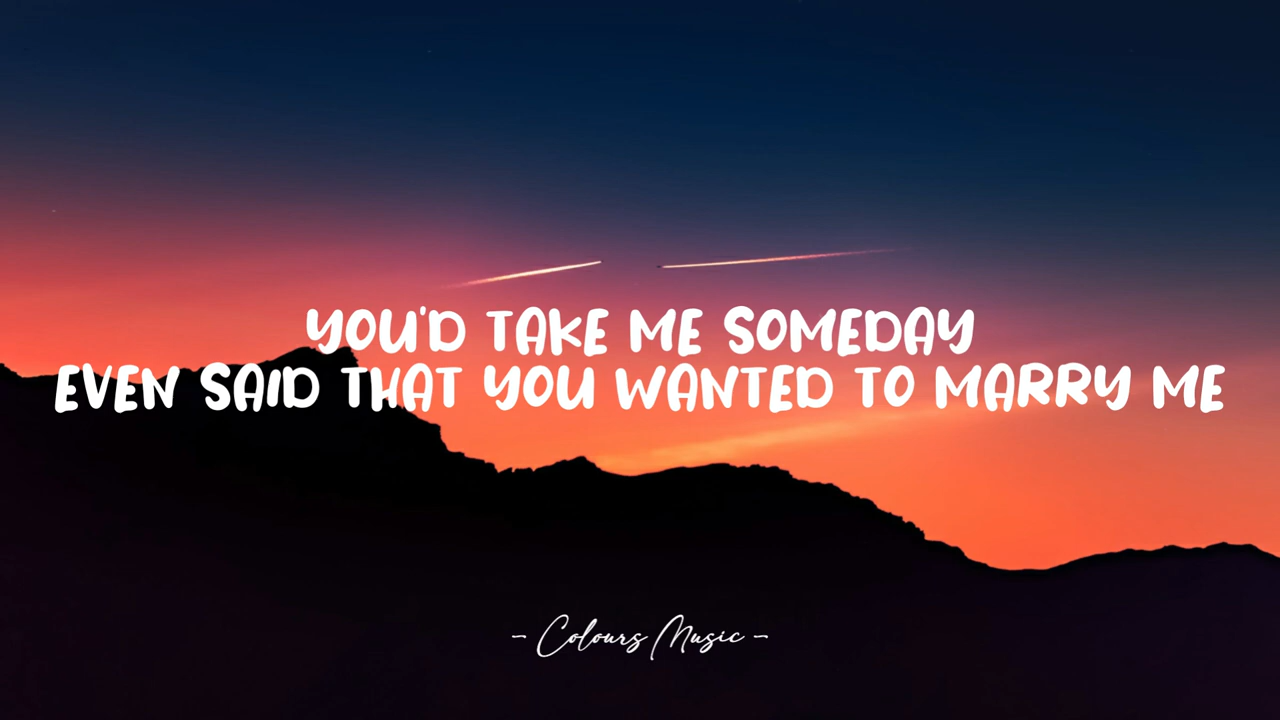 YOU'D TAKE ME SOMEDAY
EVEN SAID THAT YOU WANTED TO MARRY ME
~ Colours Music ~